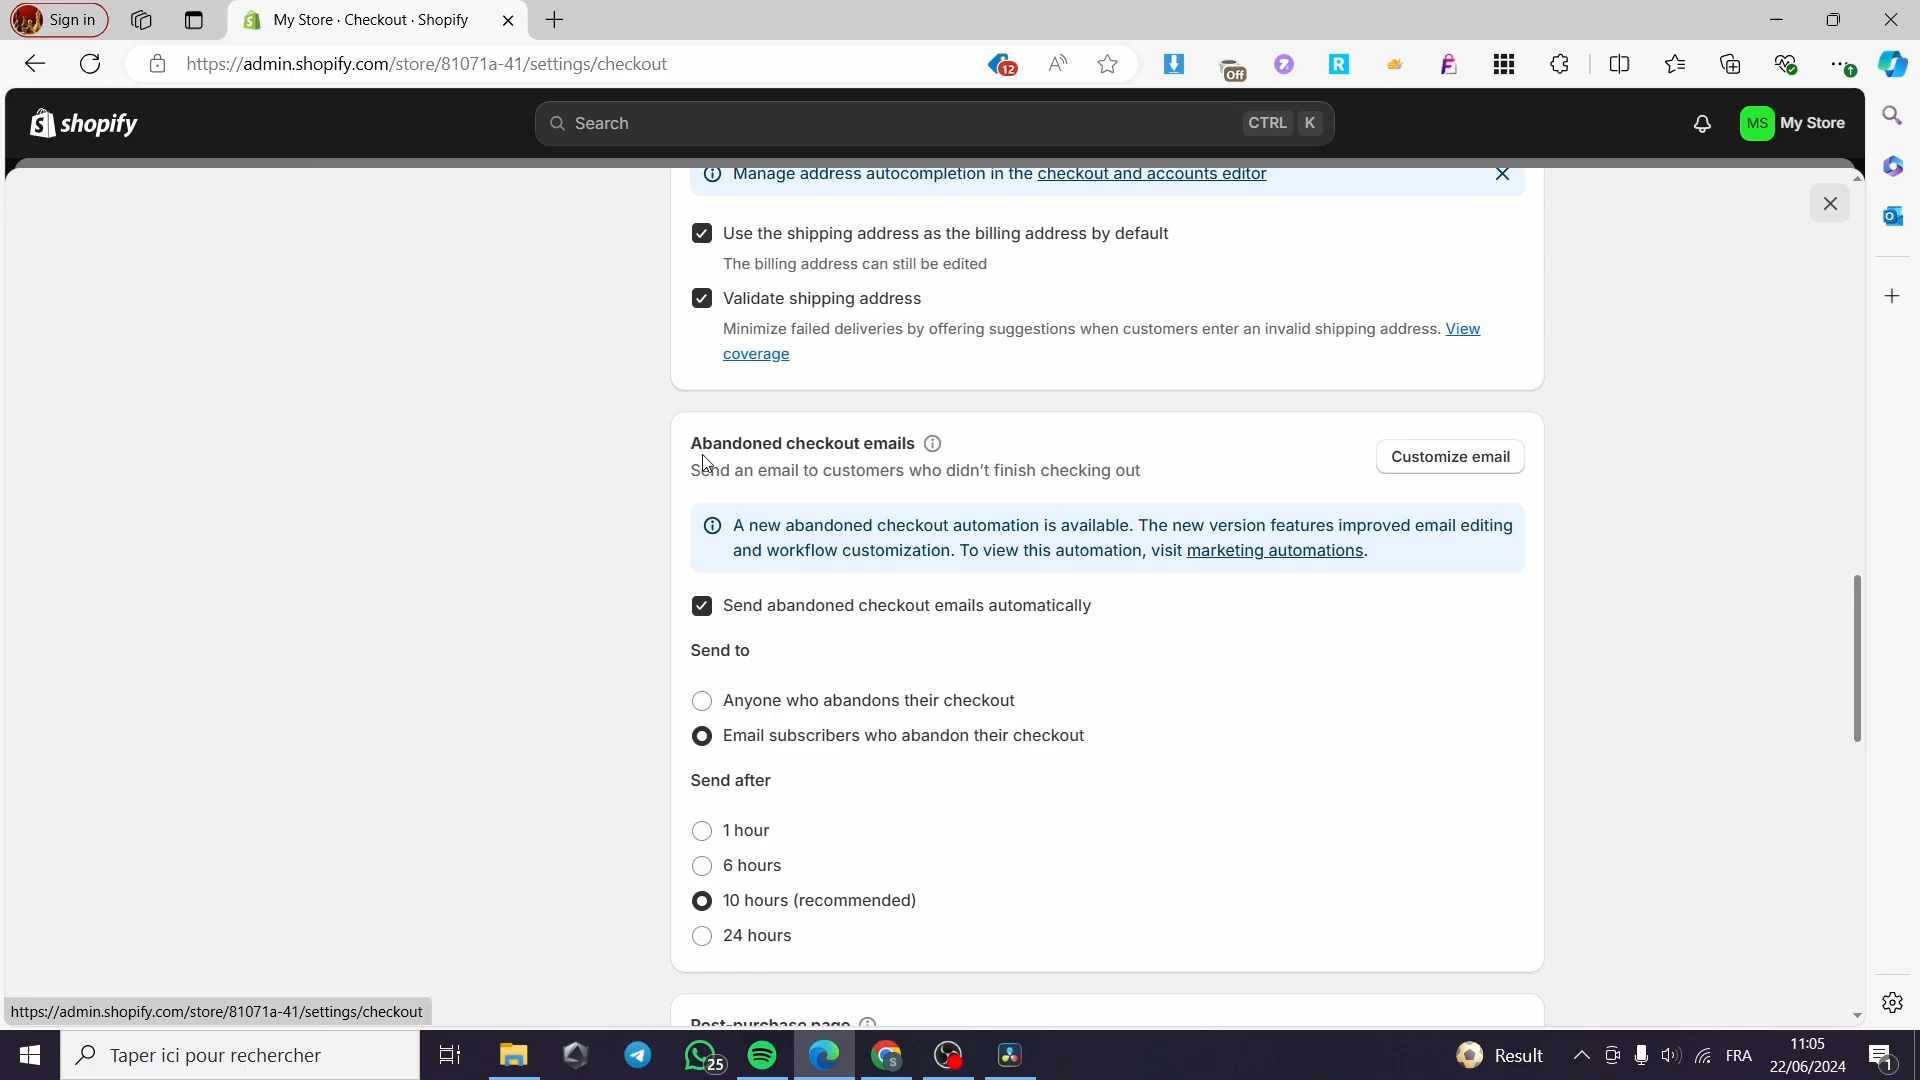 Sign in
My Store · Checkout · Shopify
https://admin.shopify.com/store/81071a-41/settings/checkout
12
Off
shopify
Search
CTRL K
MS My Store
Manage address autocompletion in the checkout and accounts editor
Use the shipping address as the billing address by default
The billing address can still be edited
Validate shipping address
Minimize failed deliveries by offering suggestions when customers enter an invalid shipping address. View
coverage
Abandoned checkout emails
Send an email to customers who didn't finish checking out
Customize email
A new abandoned checkout automation is available. The new version features improved email editing
and workflow customization. To view this automation, visit marketing automations.
Send abandoned checkout emails automatically
Send to
Anyone who abandons their checkout
Email subscribers who abandon their checkout
Send after
1 hour
6 hours
10 hours (recommended)
24 hours
Post-purchase page
https://admin.shopify.com/store/81071a-41/settings/checkout
Taper ici pour rechercher
25
Result
FRA
11:05
22/06/2024
1